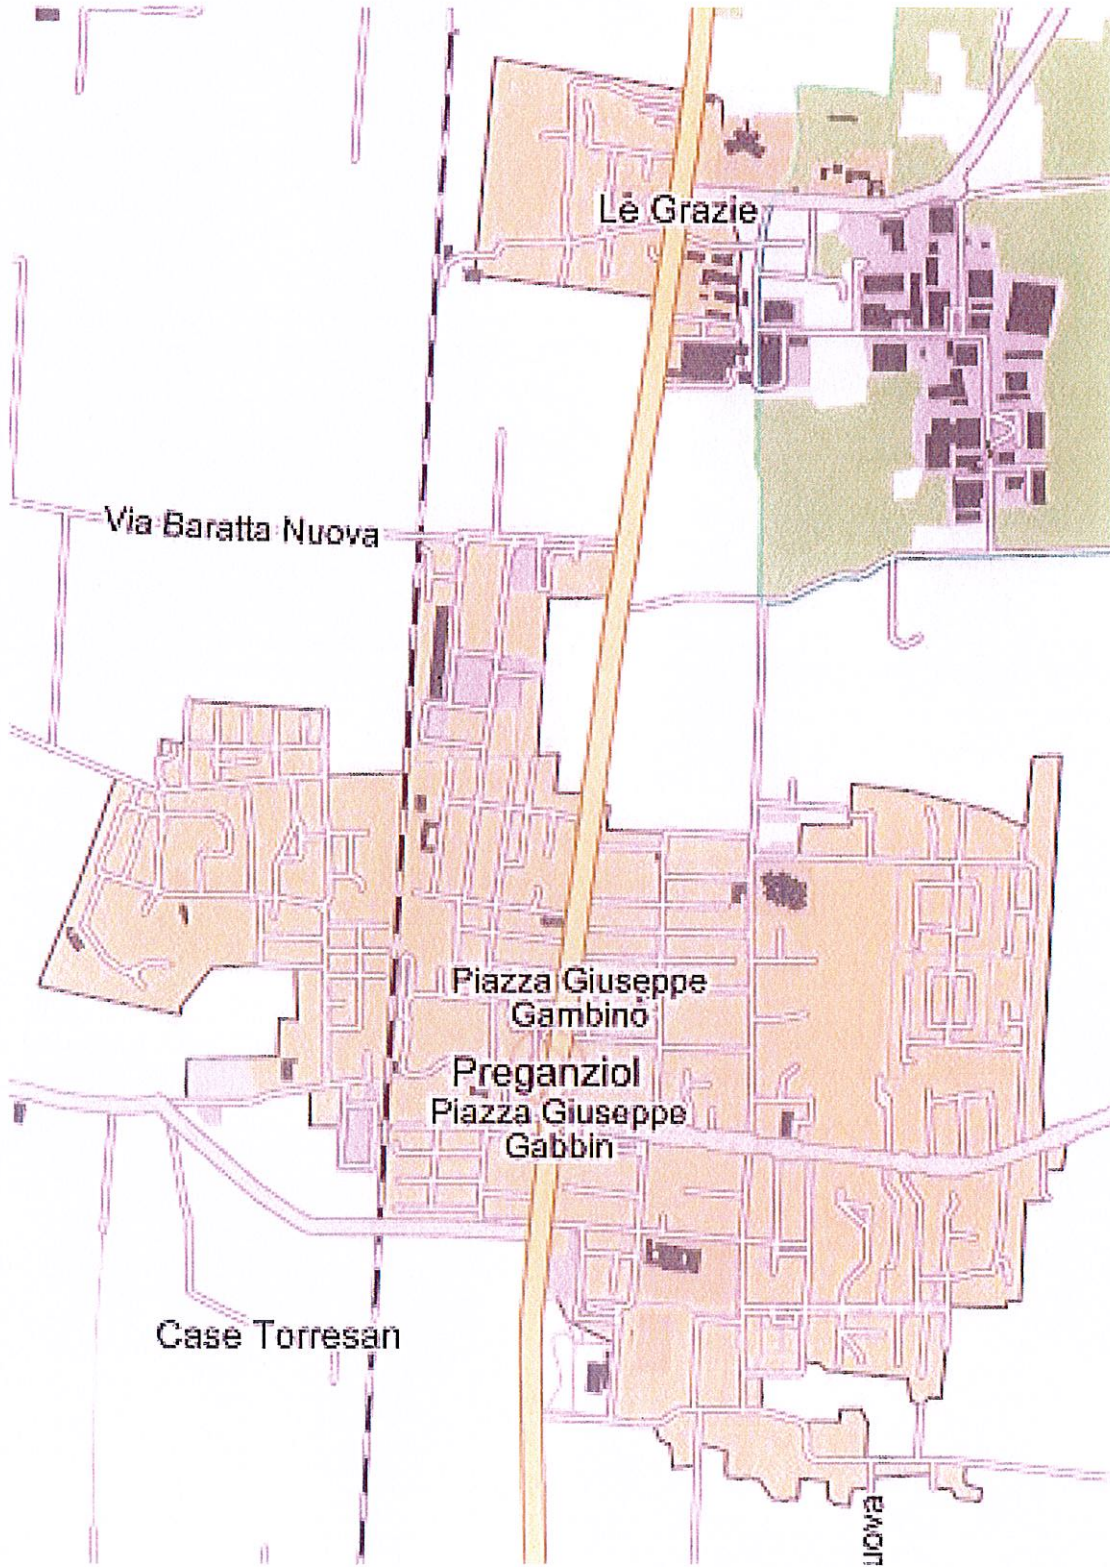 Le Grazie
Via Baratta Nuova
Piazza Giuseppe
Gambino
Preganziol
Piazza Giuseppe
Gabbin
Case Torresan